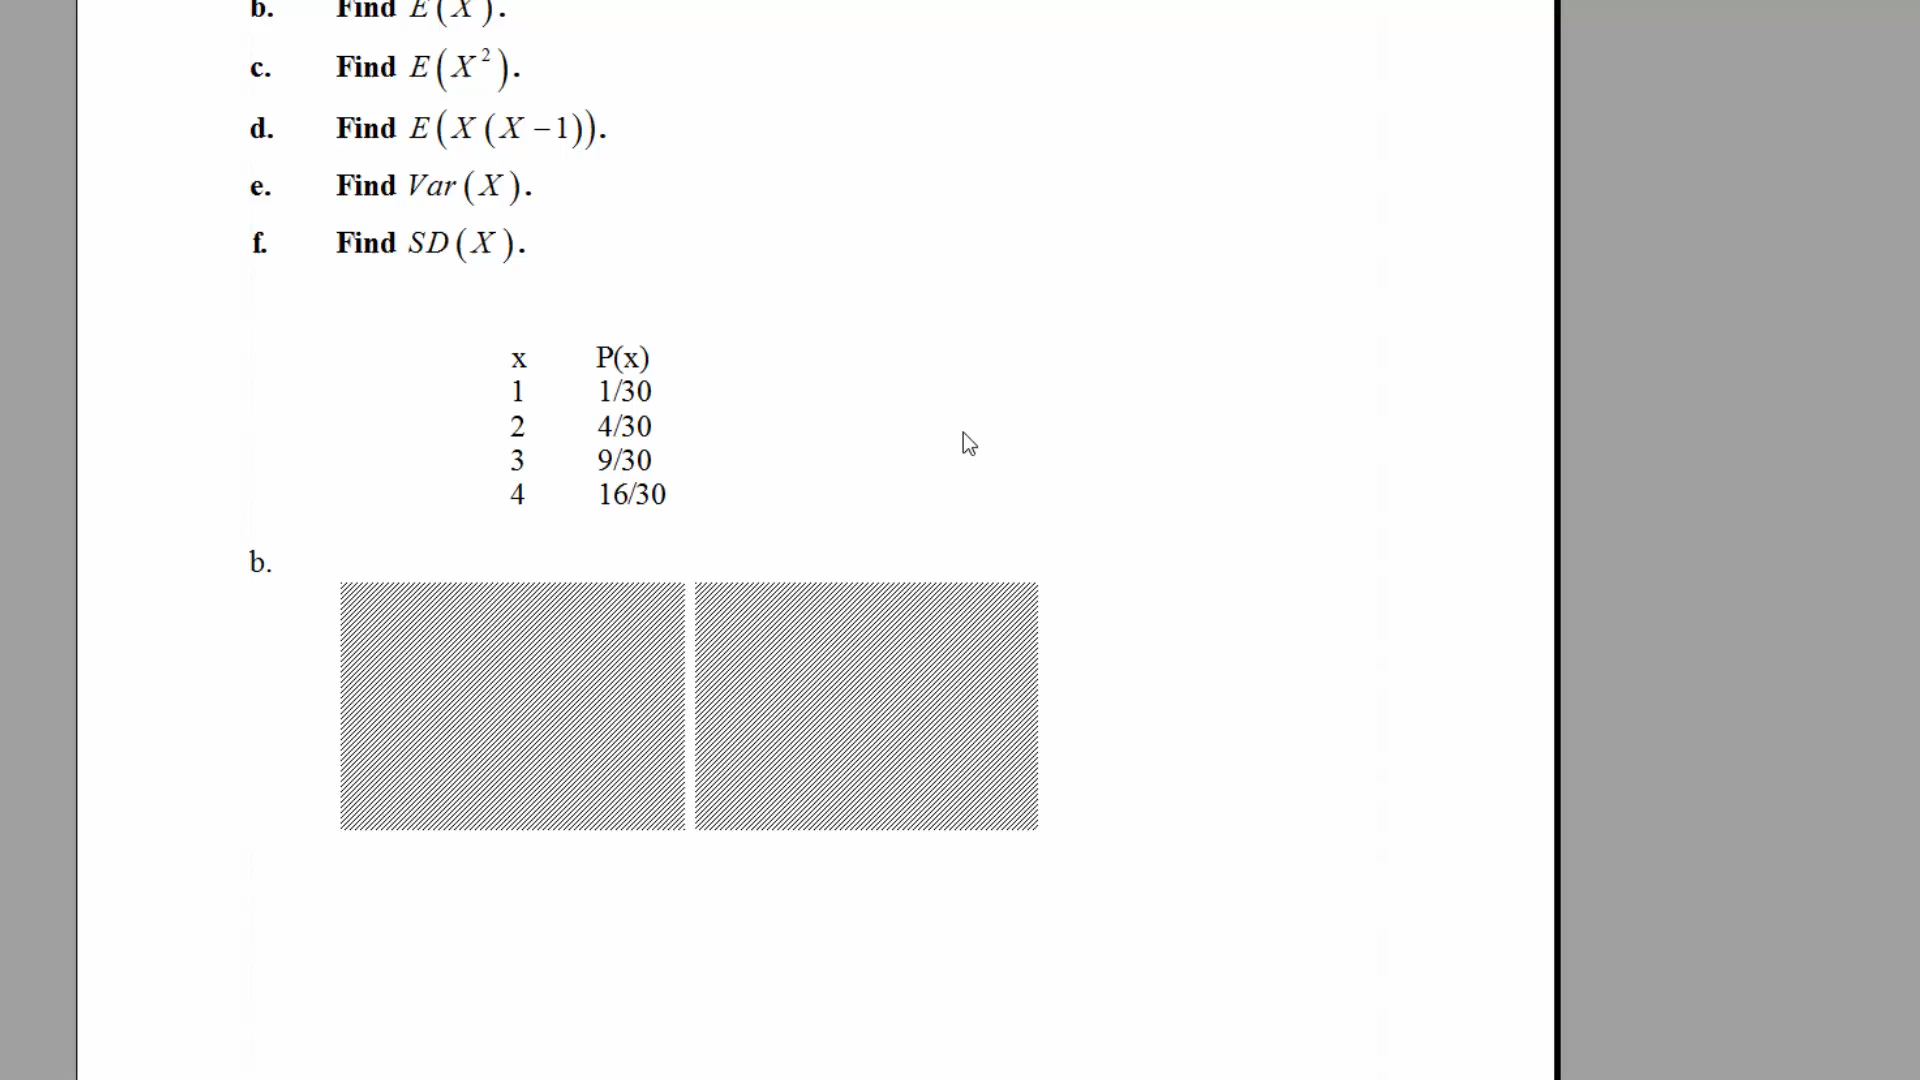 b. Find E(X).
c. Find E(X²).
d. Find E(X(X−1)).
e. Find Var(X).
f. Find SD(X).
x P(x)
1 1/30
2 4/30
3 9/30
4 16/30
b.